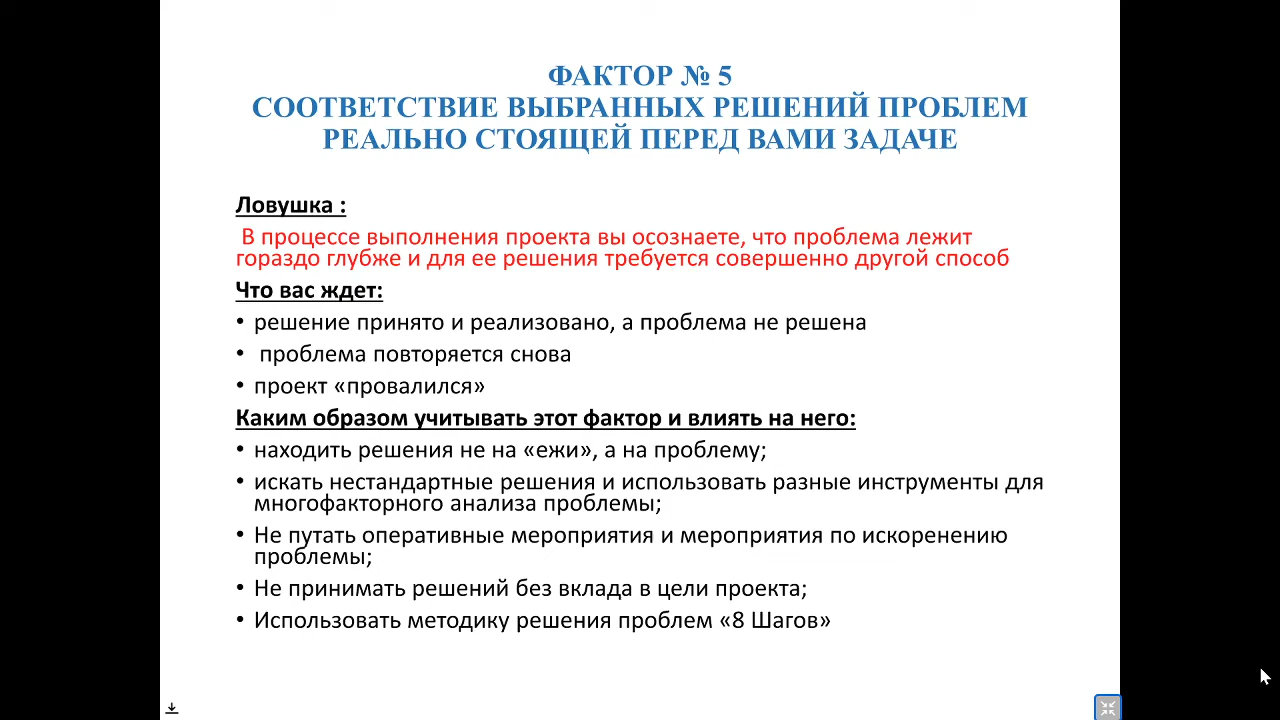 ФАКТОР № 5
СООТВЕТСТВИЕ ВЫБРАННЫХ РЕШЕНИЙ ПРОБЛЕМ
РЕАЛЬНО СТОЯЩЕЙ ПЕРЕД ВАМИ ЗАДАЧЕ
Ловушка :
В процессе выполнения проекта вы осознаете, что проблема лежит
гораздо глубже и для ее решения требуется совершенно другой способ
Что вас ждет:
• решение принято и реализовано, а проблема не решена
• проблема повторяется снова
• проект «провалился»
Каким образом учитывать этот фактор и влиять на него:
• находить решения не на «ежи», а на проблему;
• искать нестандартные решения и использовать разные инструменты для
многофакторного анализа проблемы;
• Не путать оперативные мероприятия и мероприятия по искоренению
проблемы;
• Не принимать решений без вклада в цели проекта;
• Использовать методику решения проблем «8 Шагов»